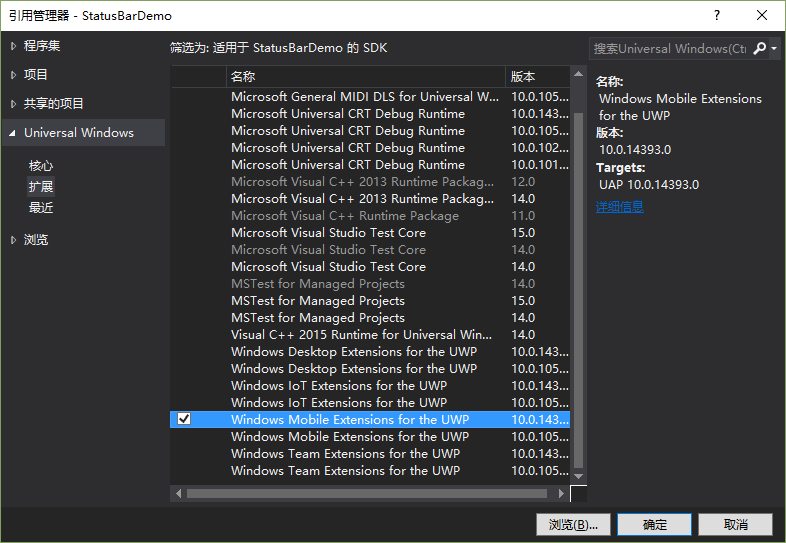 引用管理器 - StatusBarDemo
程序集
项目
共享的项目
Universal Windows
核心
扩展
最近
浏览
筛选为: 适用于 StatusBarDemo 的 SDK
搜索Universal Windows(Ctr
名称 版本
Microsoft General MIDI DLS for Universal W... 10.0.105...
Microsoft Universal CRT Debug Runtime 10.0.143...
Microsoft Universal CRT Debug Runtime 10.0.105...
Microsoft Universal CRT Debug Runtime 10.0.102...
Microsoft Universal CRT Debug Runtime 10.0.101...
Microsoft Visual C++ 2013 Runtime Packag... 12.0
Microsoft Visual C++ 2013 Runtime Packag... 14.0
Microsoft Visual C++ Runtime Package 11.0
Microsoft Visual Studio Test Core 15.0
Microsoft Visual Studio Test Core 14.0
Microsoft Visual Studio Test Core 14.0
MSTest for Managed Projects 14.0
MSTest for Managed Projects 15.0
MSTest for Managed Projects 14.0
Visual C++ 2015 Runtime for Universal Win... 14.0
Windows Desktop Extensions for the UWP 10.0.143...
Windows Desktop Extensions for the UWP 10.0.105...
Windows IoT Extensions for the UWP 10.0.143...
Windows IoT Extensions for the UWP 10.0.105...
Windows Mobile Extensions for the UWP 10.0.143...
Windows Mobile Extensions for the UWP 10.0.105...
Windows Team Extensions for the UWP 10.0.143...
Windows Team Extensions for the UWP 10.0.105...
名称:
Windows Mobile Extensions
for the UWP
版本:
10.0.14393.0
Targets:
UAP 10.0.14393.0
详细信息
浏览(B)... 确定 取消